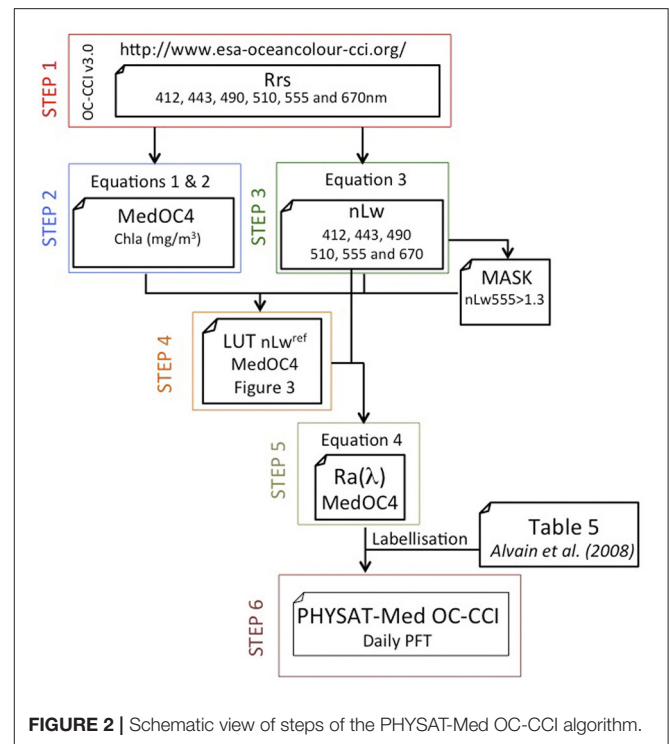 STEP 1
OC-CCI v3.0
http://www.esa-oceancolour-cci.org/
Rrs
412, 443, 490, 510, 555 and 670nm
STEP 2
Equations 1 & 2
MedOC4
Chla (mg/m³)
STEP 3
Equation 3
nLw
412, 443, 490
510, 555 and 670
MASK
nLw555>1.3
STEP 4
LUT nLwʳᵉᶠ
MedOC4
Figure 3
STEP 5
Equation 4
Ra(λ)
MedOC4
Labellisation
Table 5
Alvain et al. (2008)
STEP 6
PHYSAT-Med OC-CCI
Daily PFT
FIGURE 2 | Schematic view of steps of the PHYSAT-Med OC-CCI algorithm.